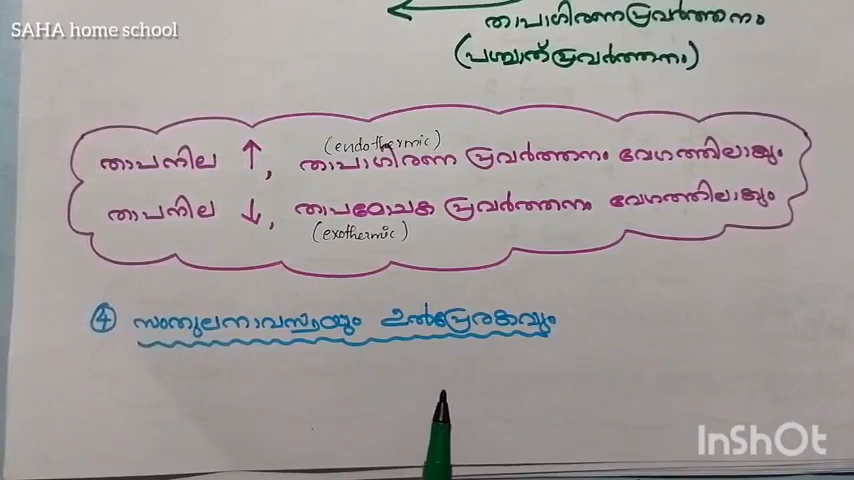 SAHA home school
താപാഗിരണപ്രവർത്തനം
(പശ്ചാത്പ്രവർത്തനം)
(endothermic)
താപനില ↑, താപാഗിരണ പ്രവർത്തനം വേഗത്തിലാകും
താപനില ↓, താപമോചക പ്രവർത്തനം വേഗത്തിലാകും
(exothermic)
④ സംതുലനാവസ്ഥയും ഉൽപ്രേരകവും
InShOt